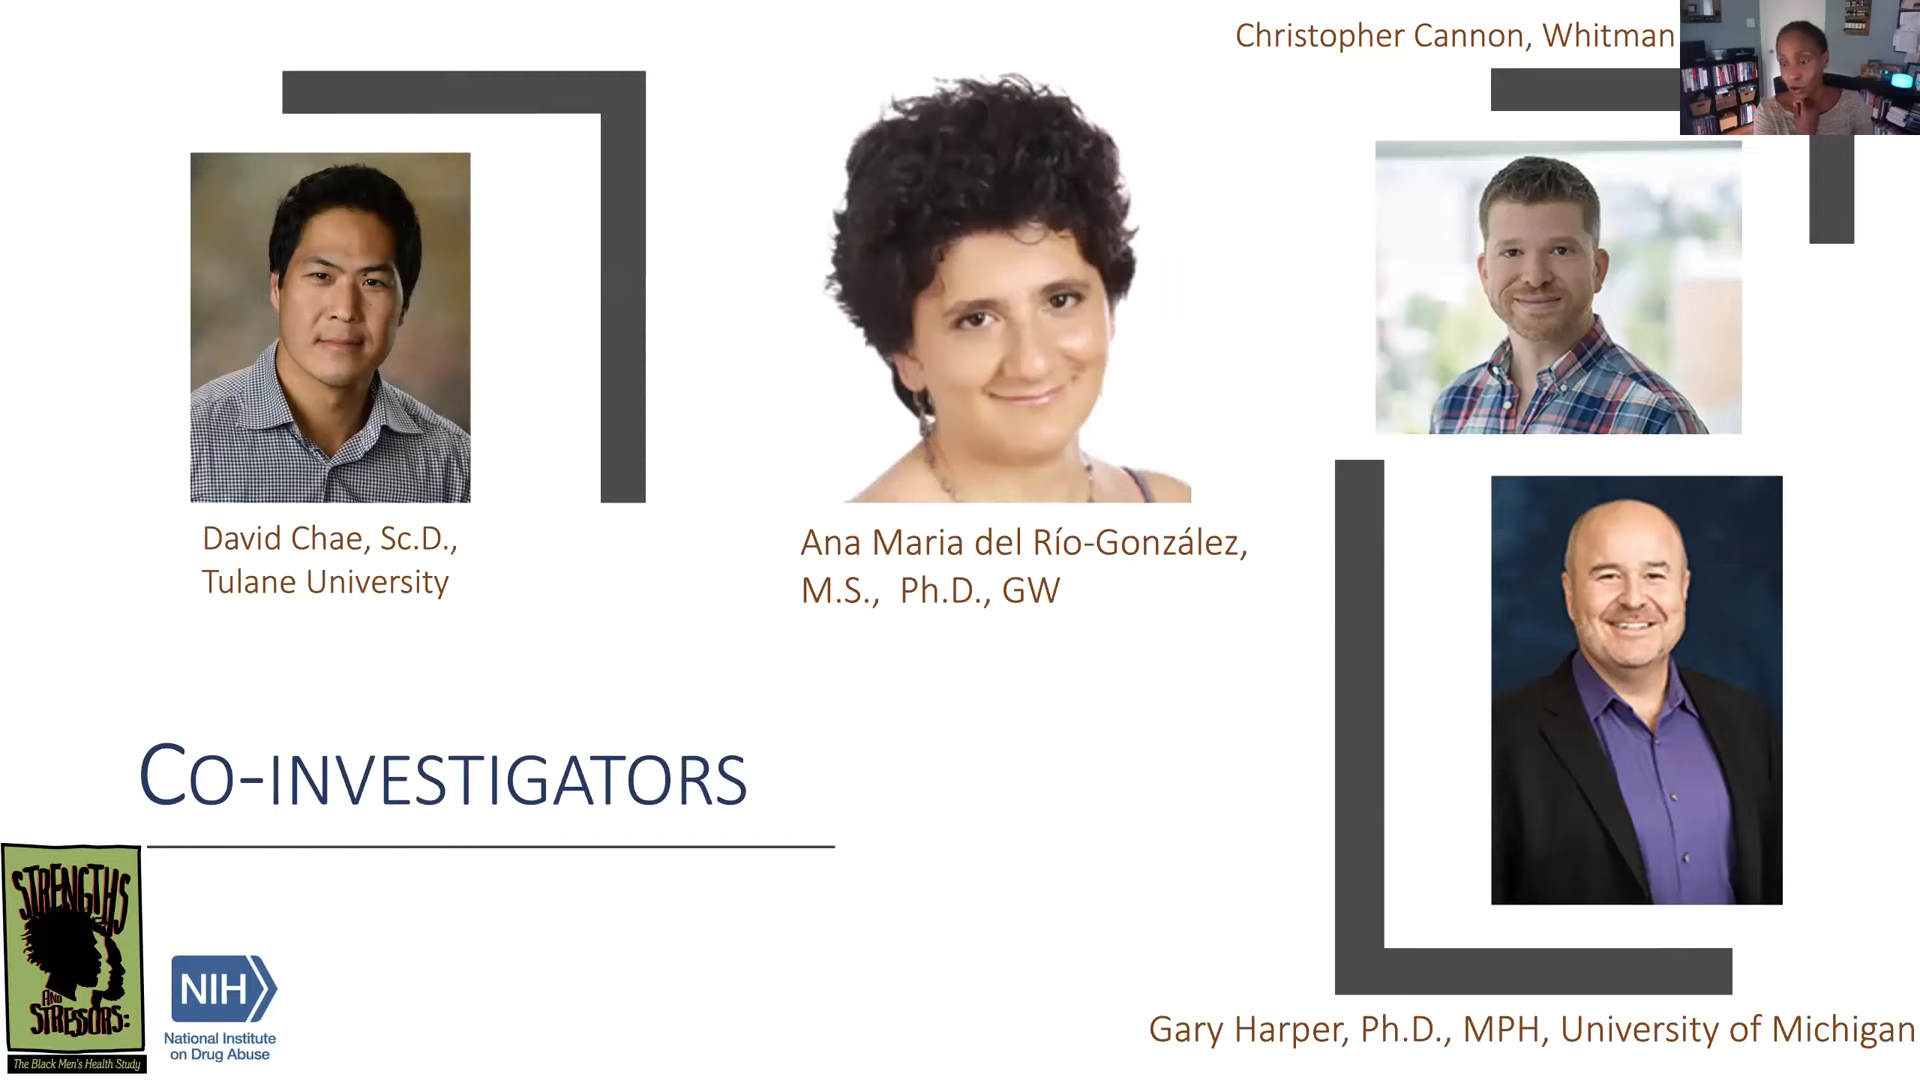 Christopher Cannon, Whitman
David Chae, Sc.D.,
Tulane University
Ana Maria del Río-González,
M.S., Ph.D., GW
CO-INVESTIGATORS
Gary Harper, Ph.D., MPH, University of Michigan
STRENGTHS
AND
STRESSORS:
The Black Men's Health Study
NIH
National Institute
on Drug Abuse